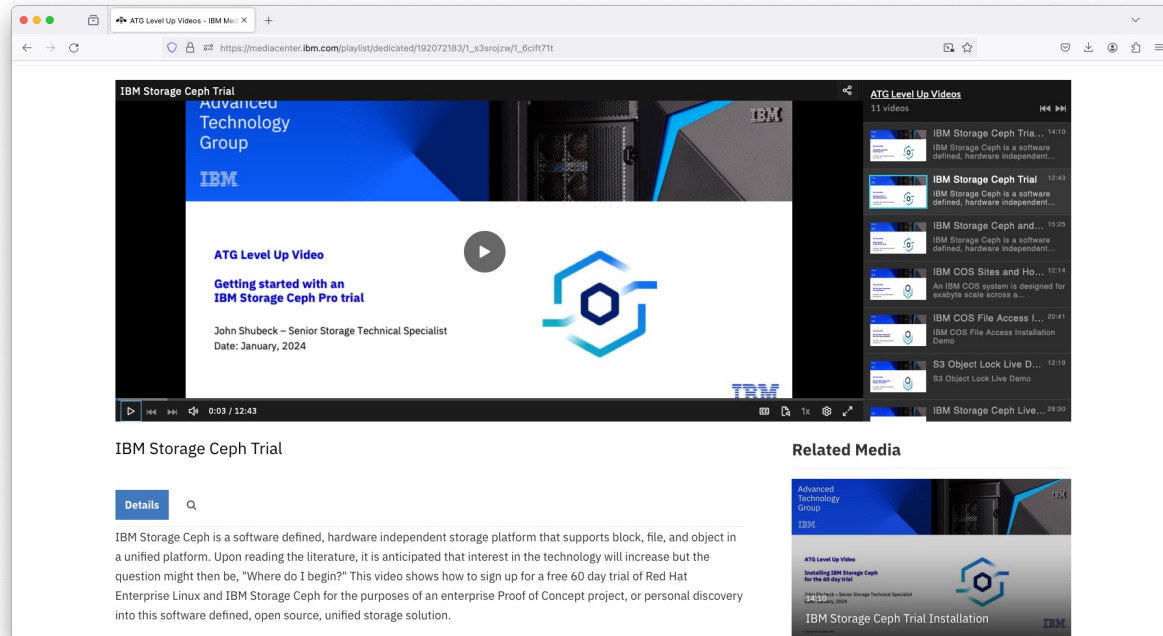 ATG Level Up Videos - IBM Med
https://mediacenter.ibm.com/playlist/dedicated/192072183/1_s3srojzw/1_6cift71t
IBM Storage Ceph Trial
Advanced
Technology
Group
IBM
IBM
ATG Level Up Video
Getting started with an
IBM Storage Ceph Pro trial
John Shubeck – Senior Storage Technical Specialist
Date: January, 2024
IBM
0:03 / 12:43
1x
ATG Level Up Videos
11 videos
IBM Storage Ceph Tria... 14:10
IBM Storage Ceph is a software
defined, hardware independent...
IBM Storage Ceph Trial 12:43
IBM Storage Ceph is a software
defined, hardware independent...
IBM Storage Ceph and... 15:25
IBM Storage Ceph is a software
defined, hardware independent...
IBM COS Sites and Ho... 12:14
An IBM COS system is designed for
exabyte scale across a...
IBM COS File Access I... 20:41
IBM COS File Access Installation
Demo
S3 Object Lock Live D... 12:19
S3 Object Lock Live Demo
IBM Storage Ceph Live... 28:30
IBM Storage Ceph Trial
Details
IBM Storage Ceph is a software defined, hardware independent storage platform that supports block, file, and object in
a unified platform. Upon reading the literature, it is anticipated that interest in the technology will increase but the
question might then be, "Where do I begin?" This video shows how to sign up for a free 60 day trial of Red Hat
Enterprise Linux and IBM Storage Ceph for the purposes of an enterprise Proof of Concept project, or personal discovery
into this software defined, open source, unified storage solution.
Related Media
Advanced
Technology
Group
IBM
IBM
ATG Level Up Video
Installing IBM Storage Ceph
for the 60 day trial
John Shubeck – Senior Storage Technical Specialist
14:10
IBM Storage Ceph Trial Installation
IBM